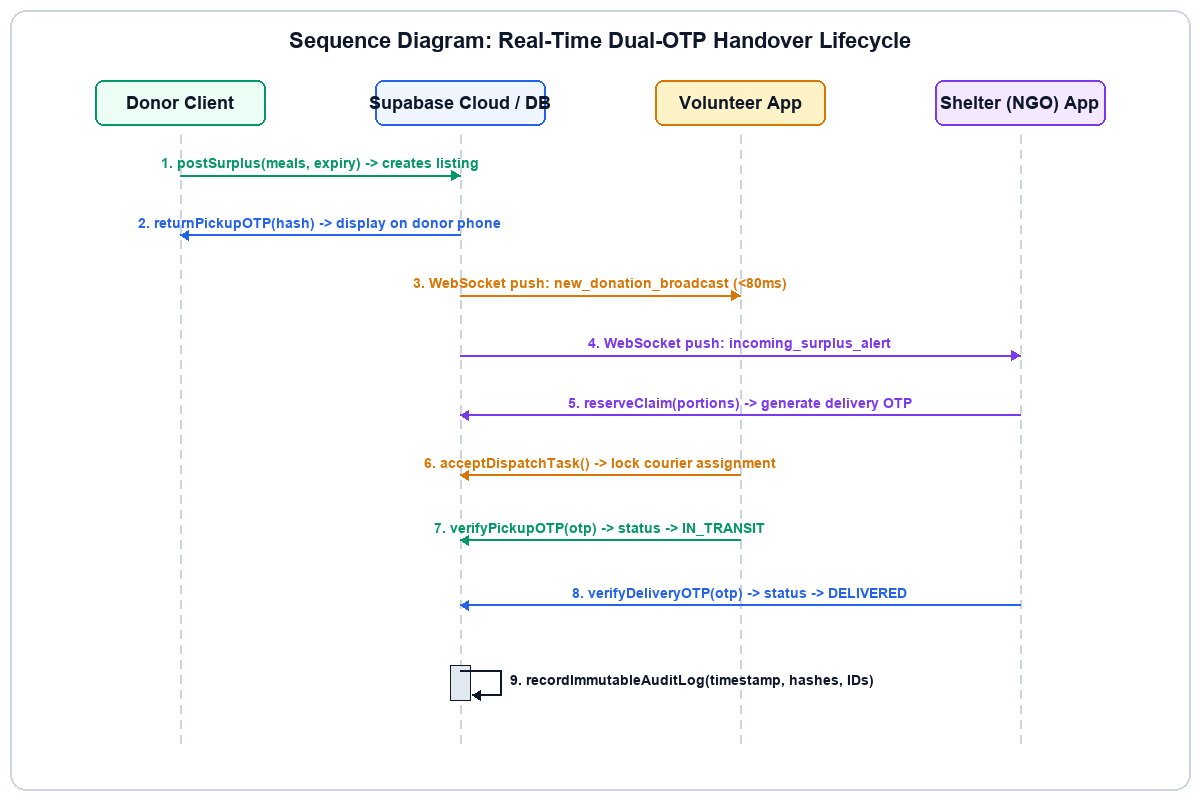 Sequence Diagram: Real-Time Dual-OTP Handover Lifecycle
Donor Client
Supabase Cloud / DB
Volunteer App
Shelter (NGO) App
1. postSurplus(meals, expiry) -> creates listing
2. returnPickupOTP(hash) -> display on donor phone
3. WebSocket push: new_donation_broadcast (<80ms)
4. WebSocket push: incoming_surplus_alert
5. reserveClaim(portions) -> generate delivery OTP
6. acceptDispatchTask() -> lock courier assignment
7. verifyPickupOTP(otp) -> status -> IN_TRANSIT
8. verifyDeliveryOTP(otp) -> status -> DELIVERED
9. recordImmutableAuditLog(timestamp, hashes, IDs)